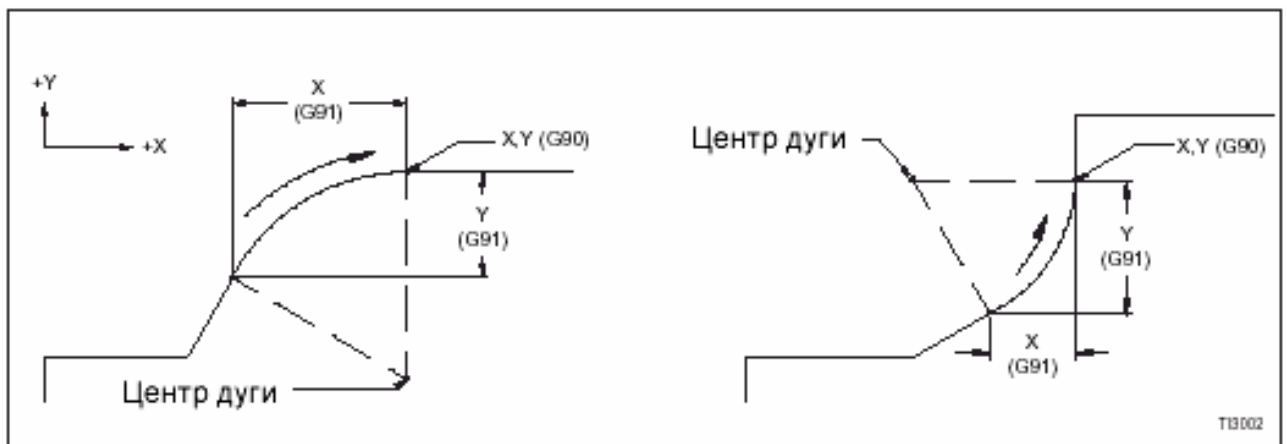 +Y
+X
X
(G91)
X,Y (G90)
Y
(G91)
Центр дуги
Центр дуги
X,Y (G90)
Y
(G91)
X
(G91)
TI3002